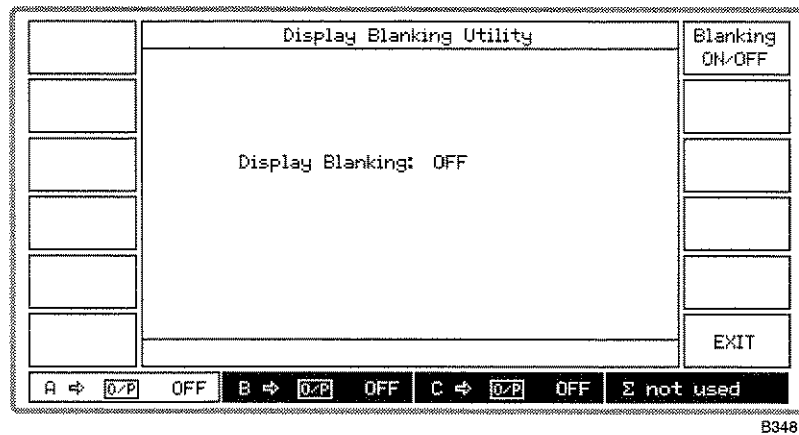 Display Blanking Utility
Blanking
ON/OFF
Display Blanking: OFF
EXIT
A ⇨ O/P OFF B ⇨ O/P OFF C ⇨ O/P OFF Σ not used
B348